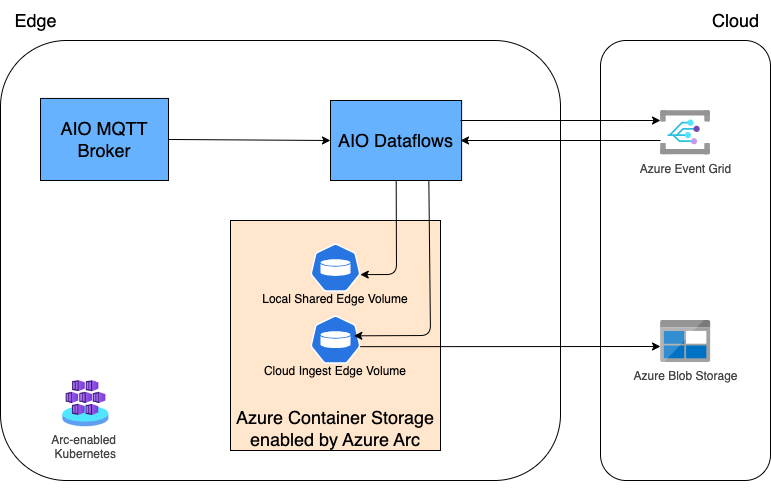 Edge
Cloud
AIO MQTT
Broker
AIO Dataflows
Azure Event Grid
Local Shared Edge Volume
Cloud Ingest Edge Volume
Azure Blob Storage
Azure Container Storage
enabled by Azure Arc
Arc-enabled
Kubernetes